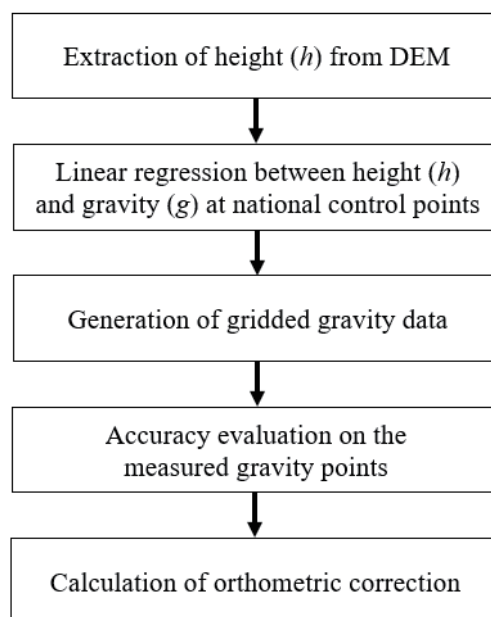 Extraction of height (h) from DEM
Linear regression between height (h)
and gravity (g) at national control points
Generation of gridded gravity data
Accuracy evaluation on the
measured gravity points
Calculation of orthometric correction